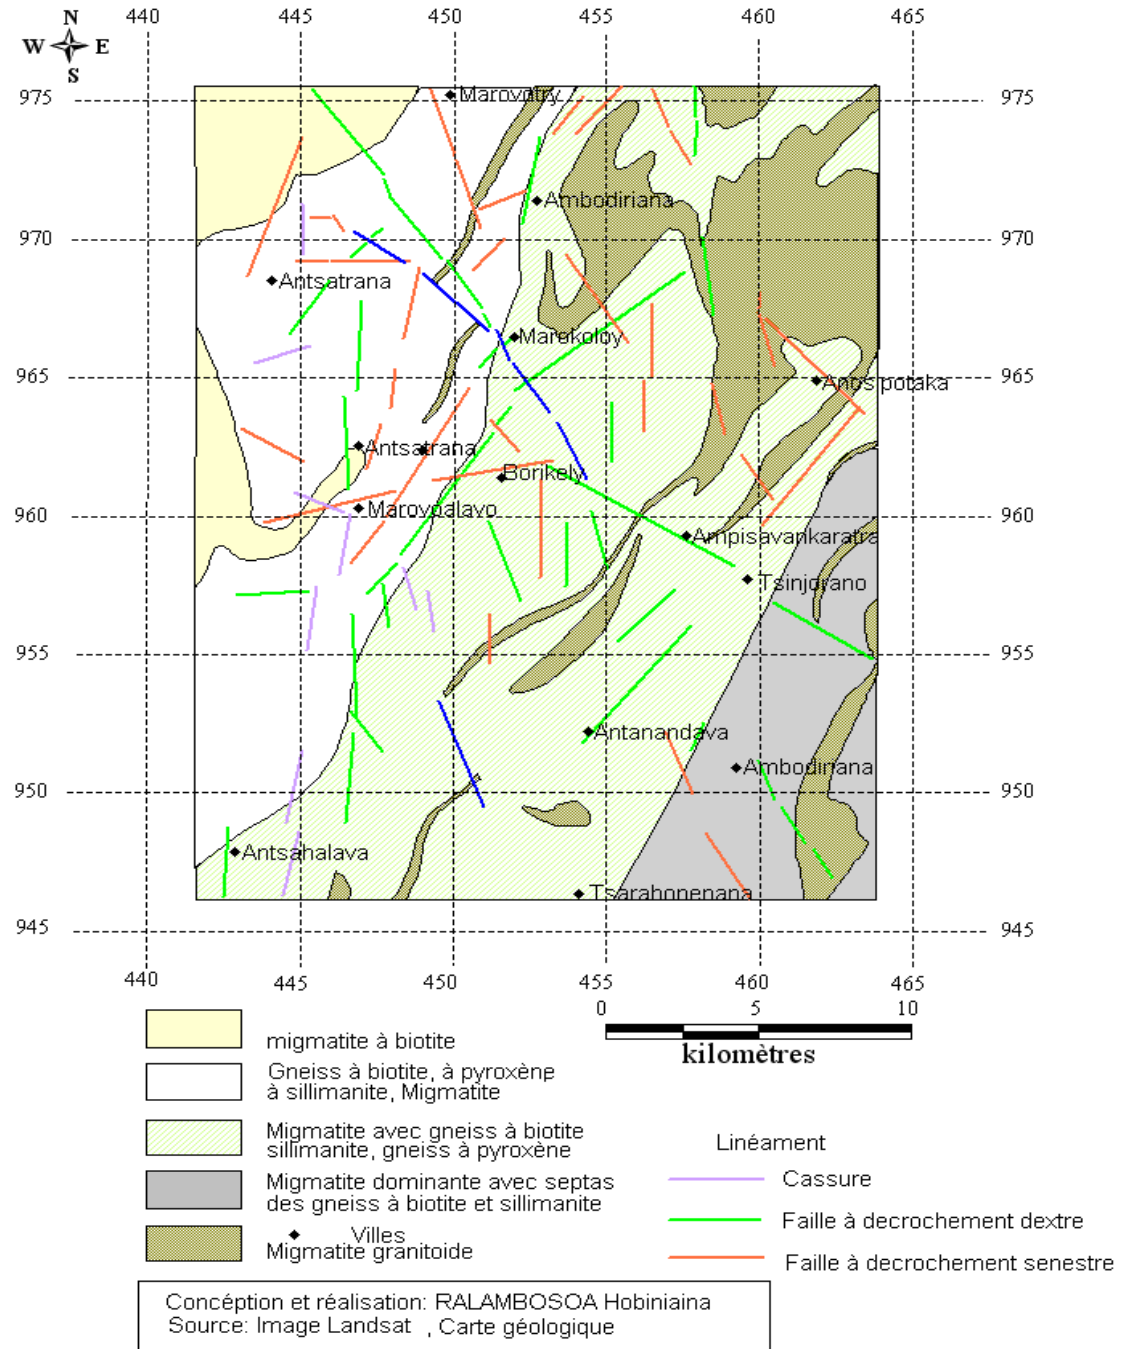 440 445 450 455 460 465
N
W E
S
975 975
Marovotry
Ambodiriana
970 970
Antsatrana
Marokoloy
965 965
Anosipotaka
Antsatrana
Borikely
Marovoalavo
960 960
Ampisavankaratra
Tsinjorano
955 955
Antanandava
Ambodiriana
950 950
Antsahalava
Tsarahonenana
945 945
440 445 450 455 460 465
0 5 10
kilomètres
migmatite à biotite
Gneiss à biotite, à pyroxène
à sillimanite, Migmatite
Migmatite avec gneiss à biotite
sillimanite, gneiss à pyroxène
Migmatite dominante avec septas
des gneiss à biotite et sillimanite
Villes
Migmatite granitoide
Linéament
Cassure
Faille à decrochement dextre
Faille à decrochement senestre
Concéption et réalisation: RALAMBOSOA Hobiniaina
Source: Image Landsat , Carte géologique